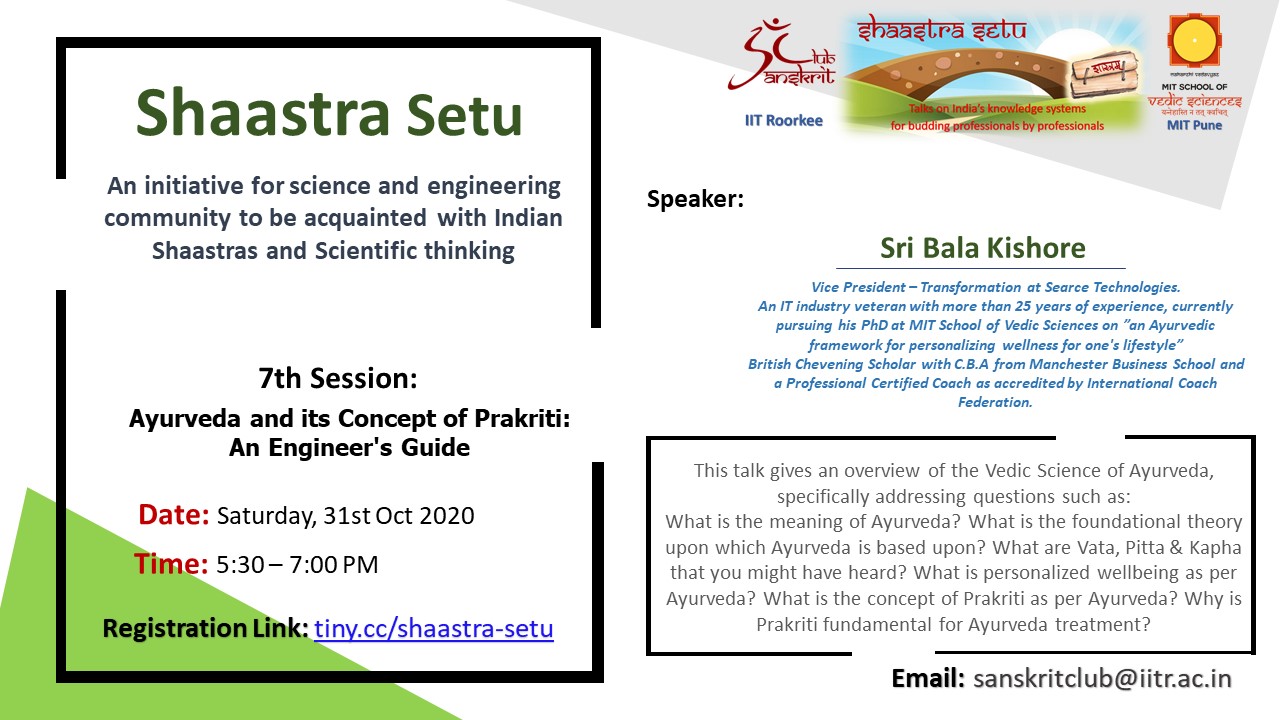 Shaastra Setu
An initiative for science and engineering
community to be acquainted with Indian
Shaastras and Scientific thinking
7th Session:
Ayurveda and its Concept of Prakriti:
An Engineer's Guide
Date: Saturday, 31st Oct 2020
Time: 5:30 – 7:00 PM
Registration Link: tiny.cc/shaastra-setu
Sanskrit Club
IIT Roorkee
shaastra setu
शास्त्रम्
Talks on India's knowledge systems
for budding professionals by professionals
maharshi vedavyas
MIT SCHOOL OF
vedic sciences
यन्नेहास्ति न तत् क्वचित्
MIT Pune
Speaker:
Sri Bala Kishore
Vice President – Transformation at Searce Technologies.
An IT industry veteran with more than 25 years of experience, currently
pursuing his PhD at MIT School of Vedic Sciences on ”an Ayurvedic
framework for personalizing wellness for one's lifestyle”
British Chevening Scholar with C.B.A from Manchester Business School and
a Professional Certified Coach as accredited by International Coach
Federation.
This talk gives an overview of the Vedic Science of Ayurveda,
specifically addressing questions such as:
What is the meaning of Ayurveda? What is the foundational theory
upon which Ayurveda is based upon? What are Vata, Pitta & Kapha
that you might have heard? What is personalized wellbeing as per
Ayurveda? What is the concept of Prakriti as per Ayurveda? Why is
Prakriti fundamental for Ayurveda treatment?
Email: sanskritclub@iitr.ac.in